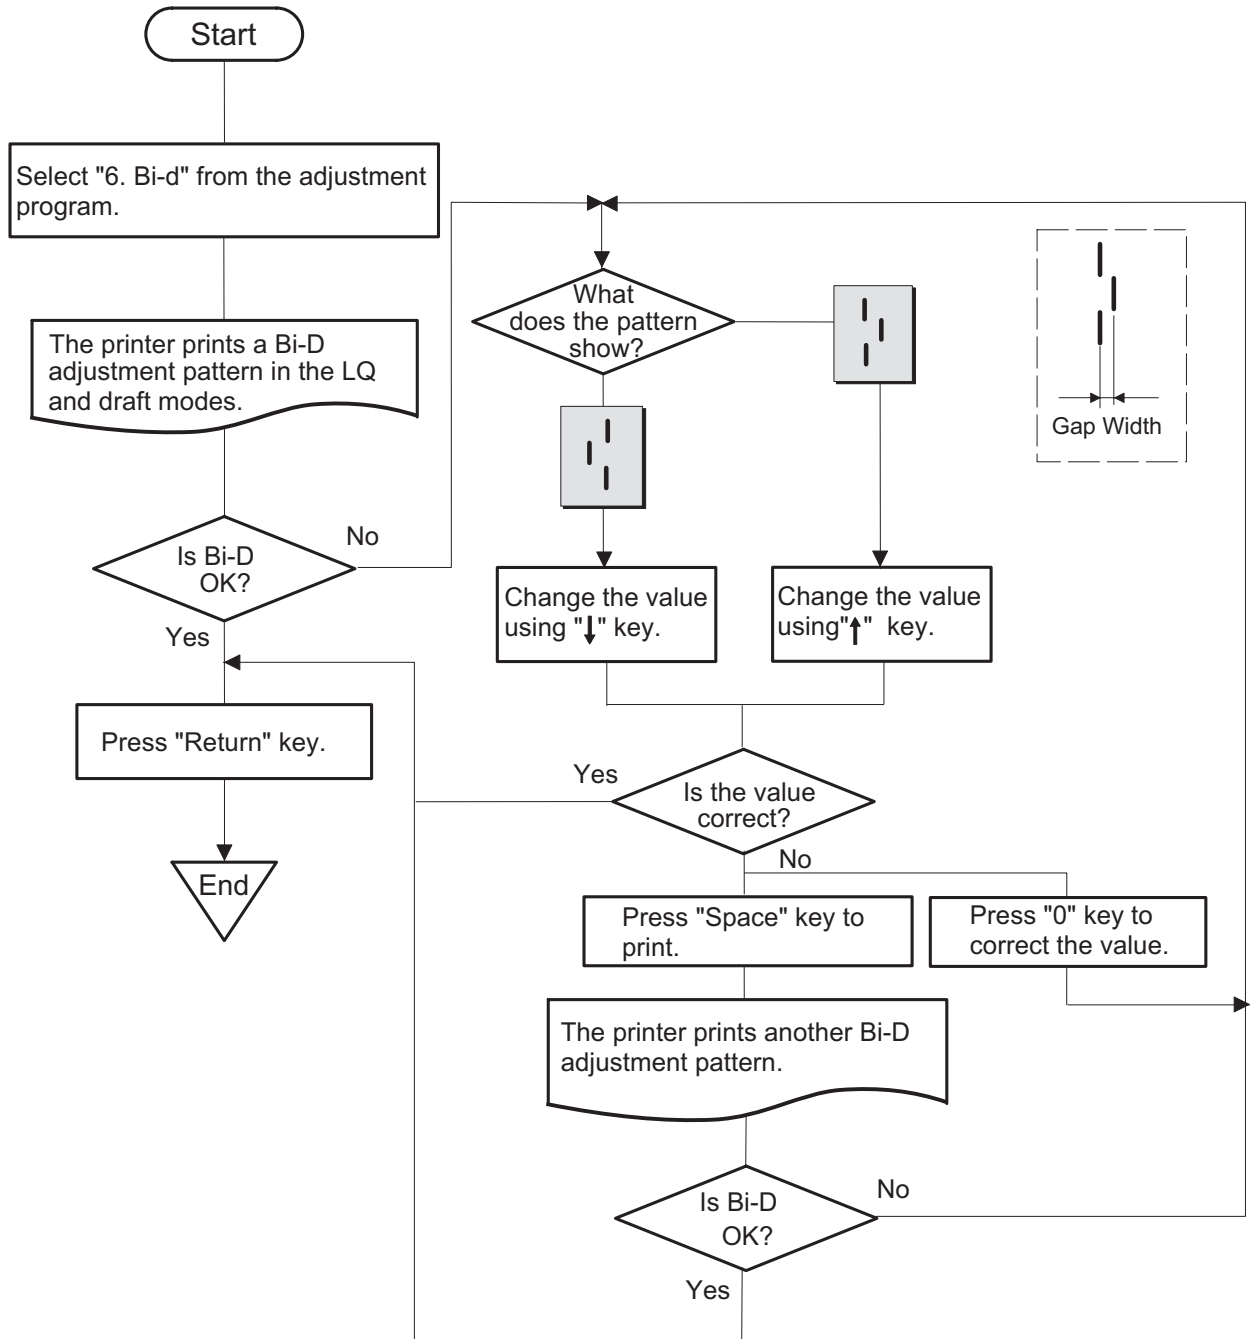 Start
Select "6. Bi-d" from the adjustment
program.
The printer prints a Bi-D
adjustment pattern in the LQ
and draft modes.
Is Bi-D
OK?
No
Yes
Press "Return" key.
End
What
does the pattern
show?
Gap Width
Change the value
using "↓" key.
Change the value
using"↑" key.
Yes
Is the value
correct?
No
Press "Space" key to
print.
Press "0" key to
correct the value.
The printer prints another Bi-D
adjustment pattern.
Is Bi-D
OK?
No
Yes